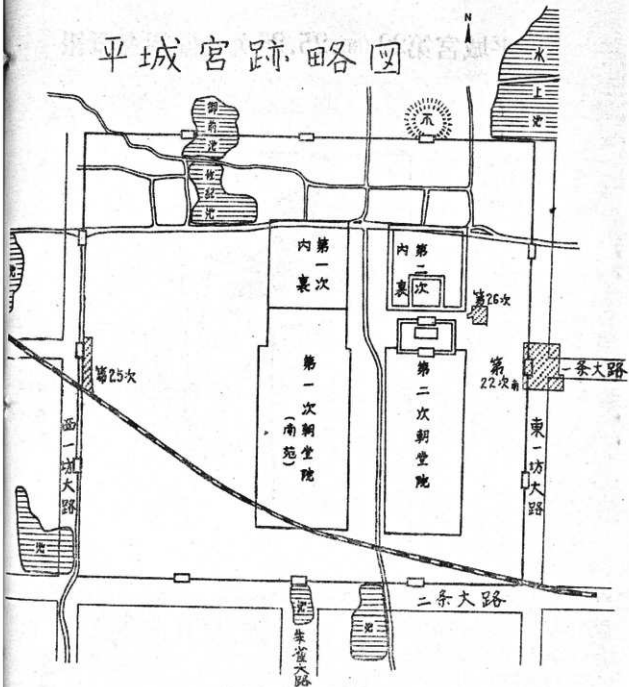 平城宮跡略図
N
水上池
御前池
佐紀池
不
池
第一次
内裏
第二次
内裏
第26次
第25次
第22次南
一条大路
第一次朝堂院
(南苑)
第二次朝堂院
西一坊大路
東一坊大路
池
二条大路
池
池
朱雀大路